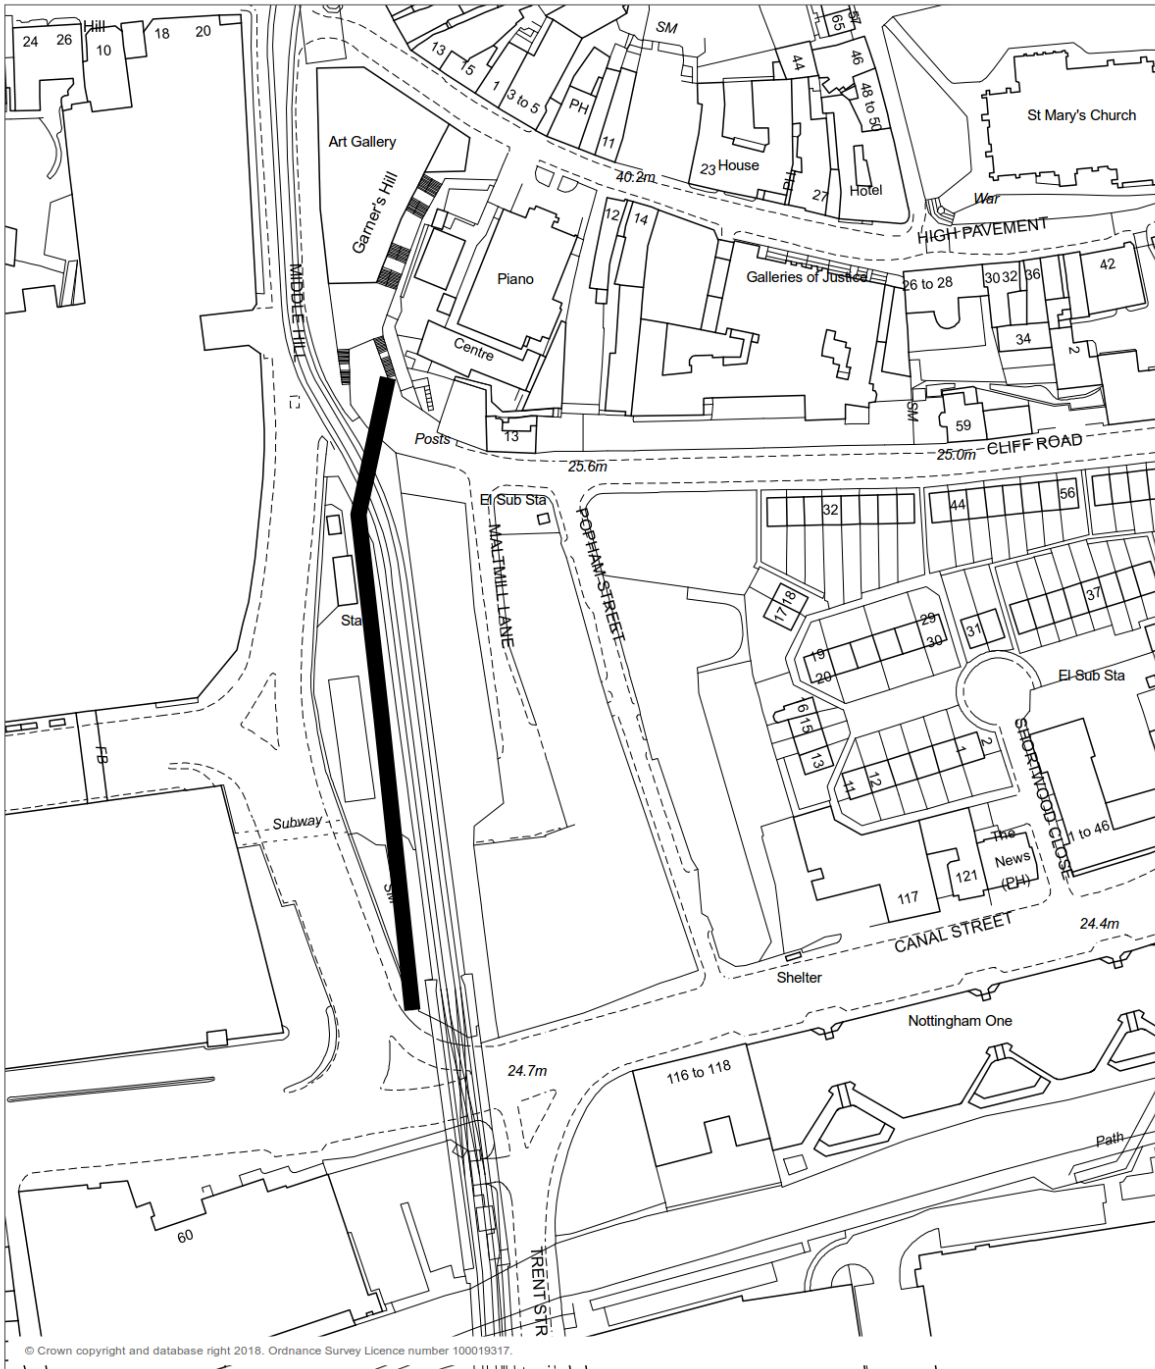 Hill
24
26
10
18
20
13
15
1
3 to 5
PH
11
SM
65
57
44
46
48 to 50
St Mary's Church
Art Gallery
Garner's Hill
40.2m
23
House
PH
27
Hotel
War
HIGH PAVEMENT
12
14
Piano
Centre
Galleries of Justice
26 to 28
30
32
36
42
34
2
MIDDLE HILL
Posts
13
25.6m
SM
59
25.0m
CLIFF ROAD
El Sub Sta
32
44
56
MALTMILL LANE
POPHAM STREET
17
18
29
30
31
37
19
20
Sta
El Sub Sta
6
15
13
11
12
1
2
SHORTWOOD CLOSE
FB
Subway
SM
The
News
(PH)
1 to 46
117
121
CANAL STREET
24.4m
Shelter
Nottingham One
24.7m
116 to 118
Path
60
TRENT STR
© Crown copyright and database right 2018. Ordnance Survey Licence number 100019317.